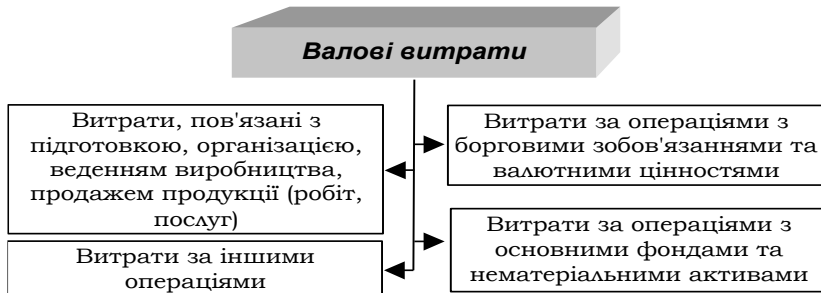 Валові витрати
Витрати, пов'язані з
підготовкою, організацією,
веденням виробництва,
продажем продукції (робіт,
послуг)
Витрати за операціями з
борговими зобов'язаннями та
валютними цінностями
Витрати за іншими
операціями
Витрати за операціями з
основними фондами та
нематеріальними активами